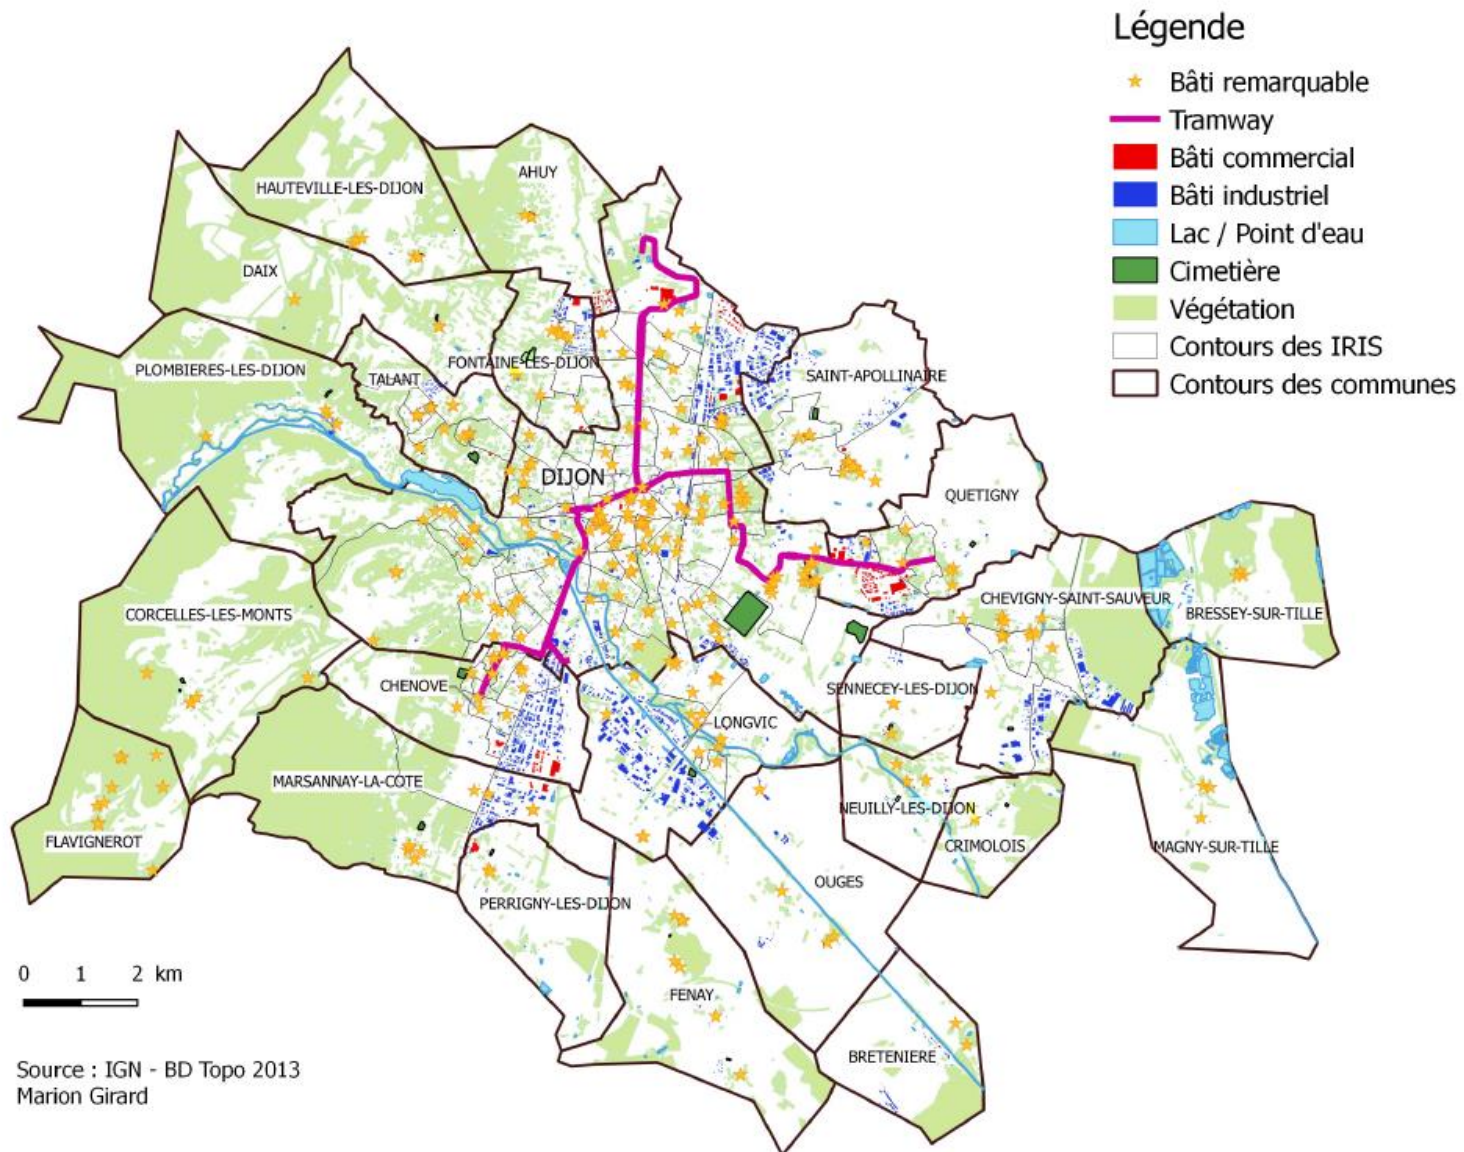 Légende
Bâti remarquable
Tramway
Bâti commercial
Bâti industriel
Lac / Point d'eau
Cimetière
Végétation
Contours des IRIS
Contours des communes
AHUY
HAUTEVILLE-LES-DIJON
DAIX
FONTAINE-LES-DIJON
PLOMBIERES-LES-DIJON
TALANT
SAINT-APOLLINAIRE
DIJON
QUETIGNY
CHEVIGNY-SAINT-SAUVEUR
CORCELLES-LES-MONTS
BRESSEY-SUR-TILLE
CHENOVE
SENNECEY-LES-DIJON
LONGVIC
MARSANNAY-LA-COTE
NEUILLY-LES-DIJON
FLAVIGNEROT
CRIMOLOIS
MAGNY-SUR-TILLE
OUGES
PERRIGNY-LES-DIJON
0 1 2 km
FENAY
BRETENIERE
Source : IGN - BD Topo 2013
Marion Girard